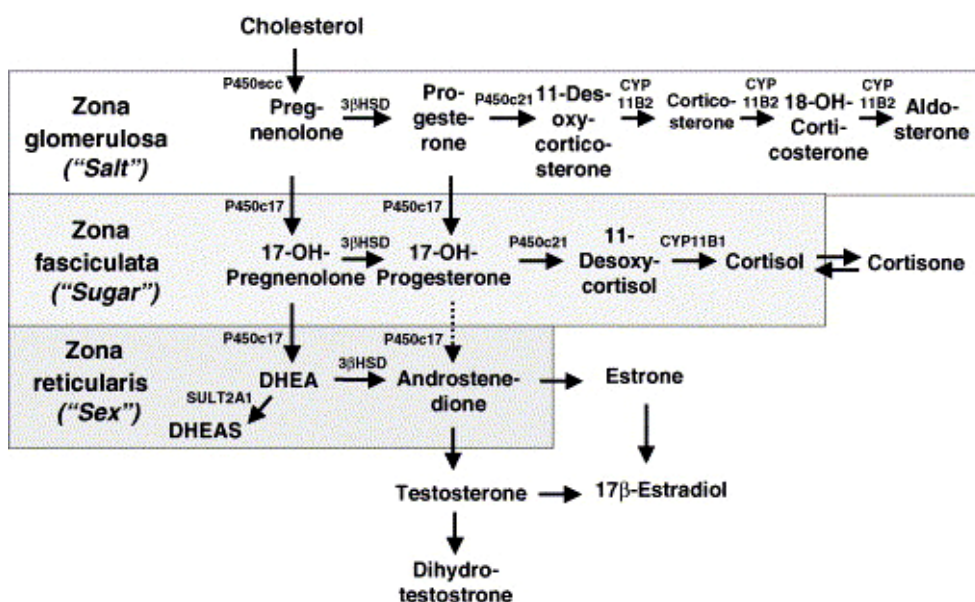 Cholesterol
P450scc
Zona
glomerulosa
("Salt")
Preg-
nenolone
3βHSD
Pro-
geste-
rone
P450c21
11-Des-
oxy-
cortico-
sterone
CYP
11B2
Cortico-
sterone
CYP
11B2
18-OH-
Corti-
costerone
CYP
11B2
Aldo-
sterone
P450c17
P450c17
Zona
fasciculata
("Sugar")
17-OH-
Pregnenolone
3βHSD
17-OH-
Progesterone
P450c21
11-
Desoxy-
cortisol
CYP11B1
Cortisol
Cortisone
P450c17
P450c17
Zona
reticularis
("Sex")
DHEA
3βHSD
Androstene-
dione
Estrone
SULT2A1
DHEAS
Testosterone
17β-Estradiol
Dihydro-
testostrone